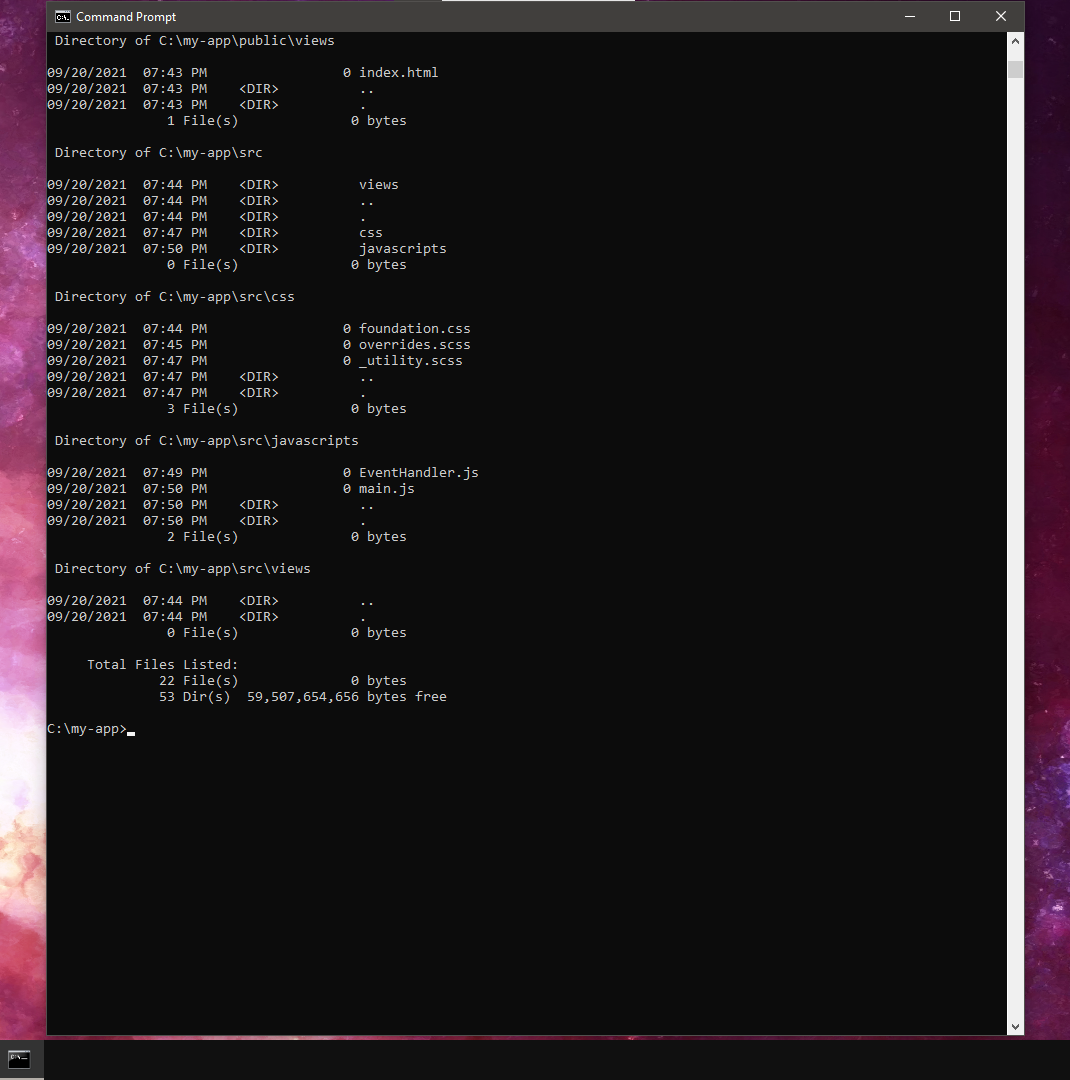 Command Prompt
Directory of C:\my-app\public\views
09/20/2021  07:43 PM                 0 index.html
09/20/2021  07:43 PM    <DIR>          ..
09/20/2021  07:43 PM    <DIR>          .
1 File(s)              0 bytes
Directory of C:\my-app\src
09/20/2021  07:44 PM    <DIR>          views
09/20/2021  07:44 PM    <DIR>          ..
09/20/2021  07:44 PM    <DIR>          .
09/20/2021  07:47 PM    <DIR>          css
09/20/2021  07:50 PM    <DIR>          javascripts
0 File(s)              0 bytes
Directory of C:\my-app\src\css
09/20/2021  07:44 PM                 0 foundation.css
09/20/2021  07:45 PM                 0 overrides.scss
09/20/2021  07:47 PM                 0 _utility.scss
09/20/2021  07:47 PM    <DIR>          ..
09/20/2021  07:47 PM    <DIR>          .
3 File(s)              0 bytes
Directory of C:\my-app\src\javascripts
09/20/2021  07:49 PM                 0 EventHandler.js
09/20/2021  07:50 PM                 0 main.js
09/20/2021  07:50 PM    <DIR>          ..
09/20/2021  07:50 PM    <DIR>          .
2 File(s)              0 bytes
Directory of C:\my-app\src\views
09/20/2021  07:44 PM    <DIR>          ..
09/20/2021  07:44 PM    <DIR>          .
0 File(s)              0 bytes
Total Files Listed:
22 File(s)              0 bytes
53 Dir(s)  59,507,654,656 bytes free
C:\my-app>